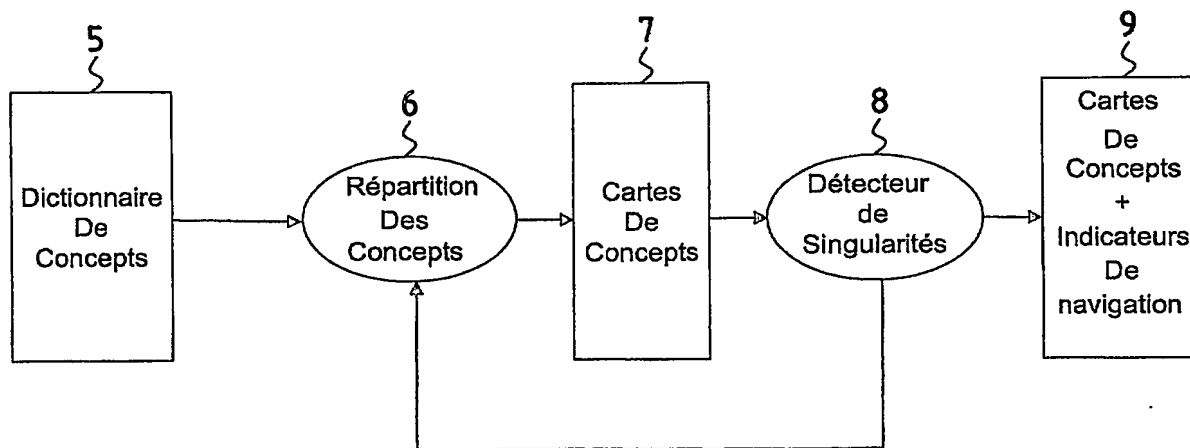 5
Dictionnaire
De
Concepts
6
Répartition
Des
Concepts
7
Cartes
De
Concepts
8
Détecteur
de
Singularités
9
Cartes
De
Concepts
+
Indicateurs
De
navigation